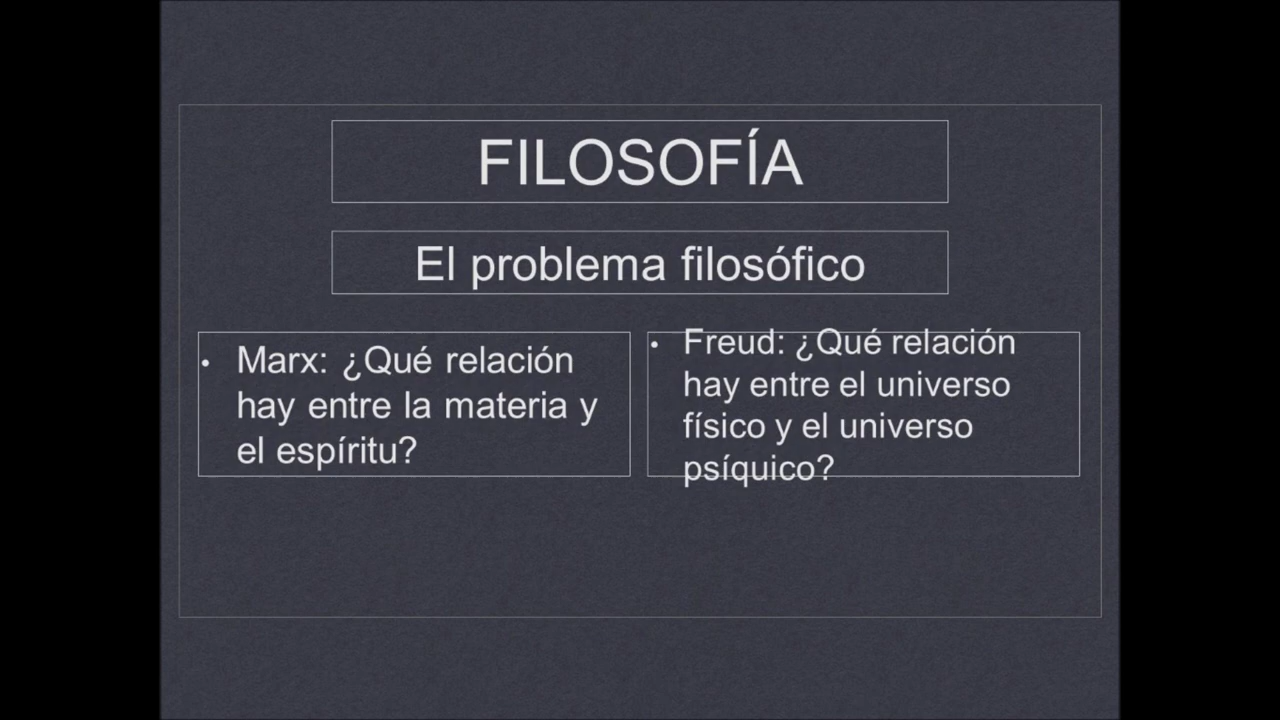 FILOSOFÍA
El problema filosófico
• Marx: ¿Qué relación
hay entre la materia y
el espíritu?
• Freud: ¿Qué relación
hay entre el universo
físico y el universo
psíquico?